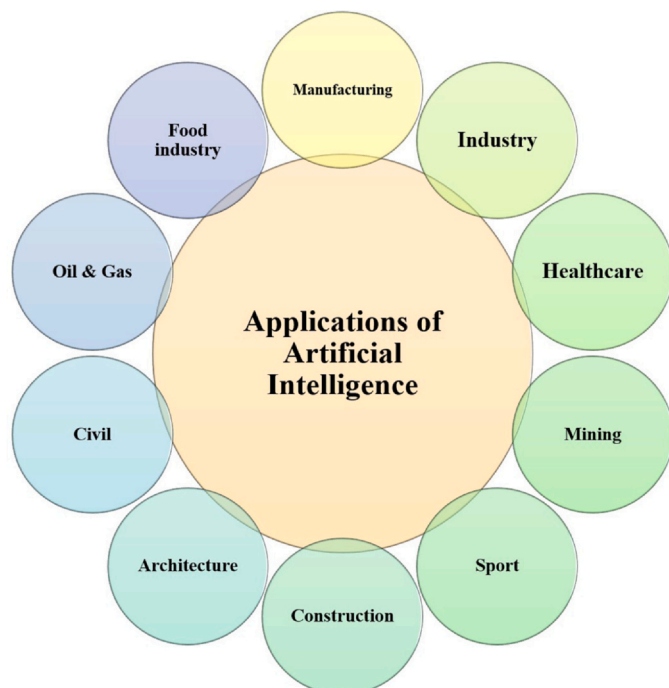 Applications of
Artificial
Intelligence
Manufacturing
Industry
Healthcare
Mining
Sport
Construction
Architecture
Civil
Oil & Gas
Food
industry